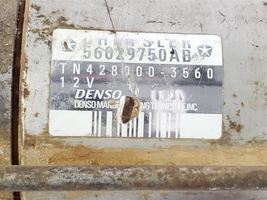 CHRYSLER
56029750AB
TN428000-3560
12V
DENSO
DENSO MANUFACTURING TENNESSEE, INC.